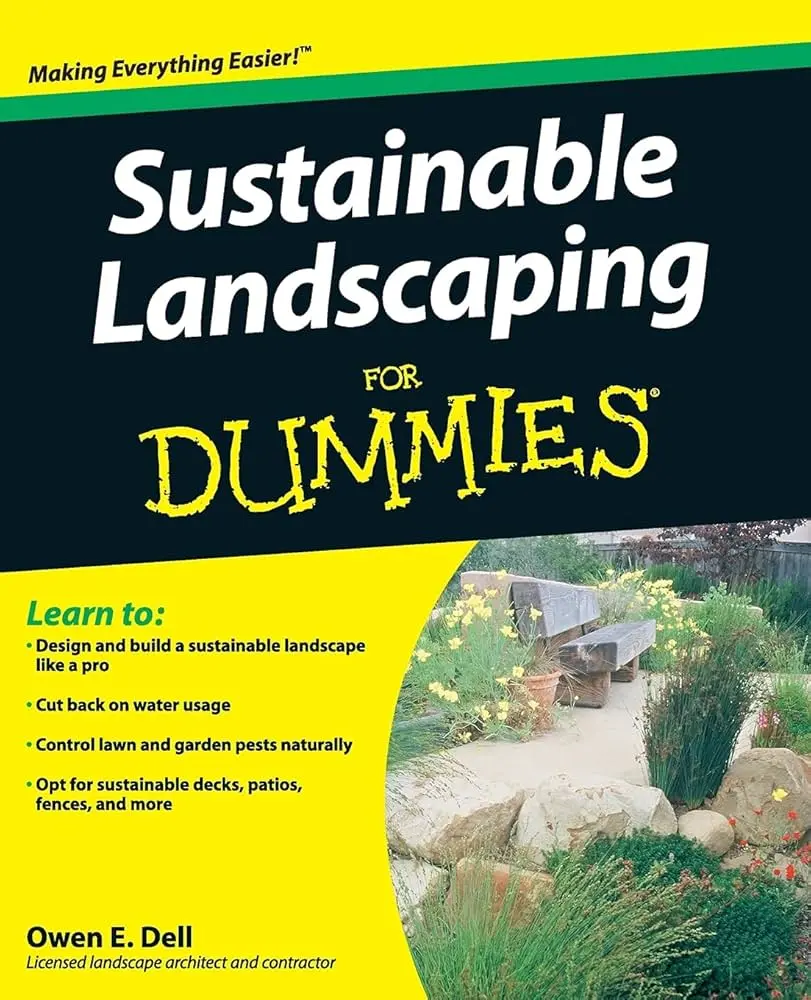 Making Everything Easier!™
Sustainable
Landscaping
FOR
DUMMIES®
Learn to:
• Design and build a sustainable landscape
like a pro
• Cut back on water usage
• Control lawn and garden pests naturally
• Opt for sustainable decks, patios,
fences, and more
Owen E. Dell
Licensed landscape architect and contractor